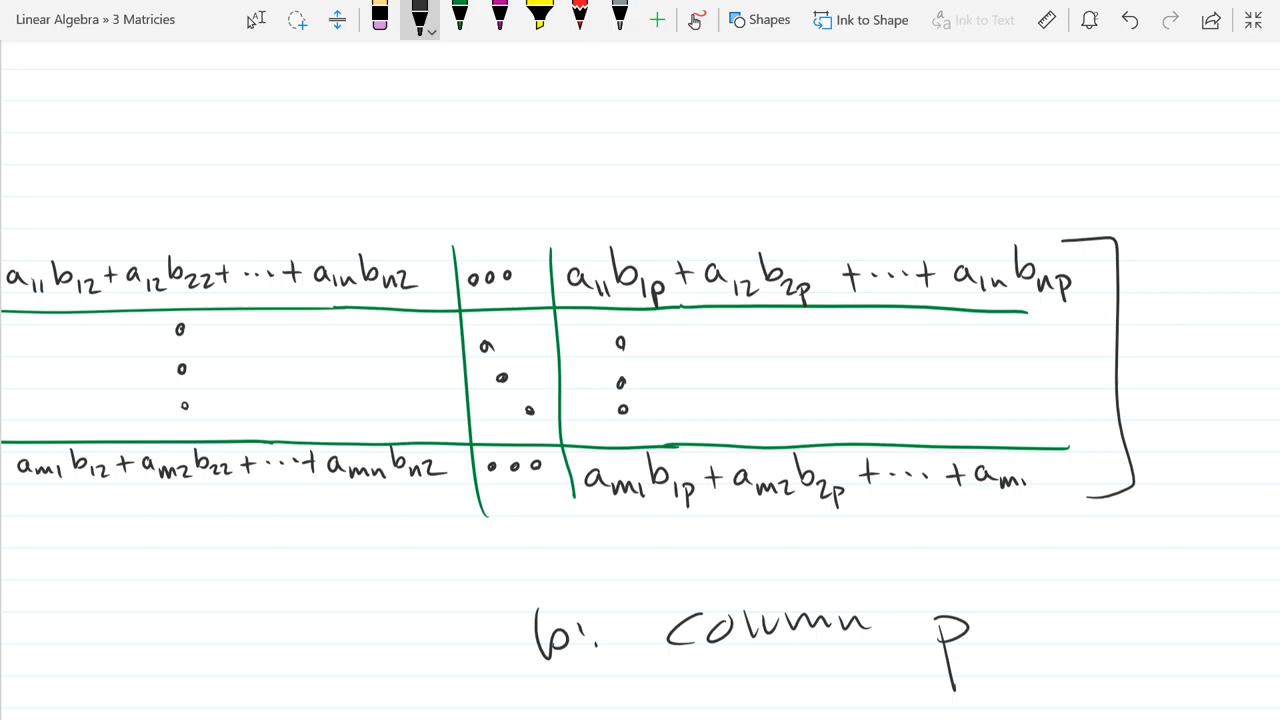 Linear Algebra » 3 Matricies
Shapes
Ink to Shape
Ink to Text
a₁₁b₁₂ + a₁₂b₂₂ + ⋯ + a₁ₙbₙ₂ ∘∘∘ a₁₁b₁ₚ + a₁₂b₂ₚ + ⋯ + a₁ₙbₙₚ
aₘ₁b₁₂ + aₘ₂b₂₂ + ⋯ + aₘₙbₙ₂ ∘∘∘ aₘ₁b₁ₚ + aₘ₂b₂ₚ + ⋯ + aₘ
b: column p